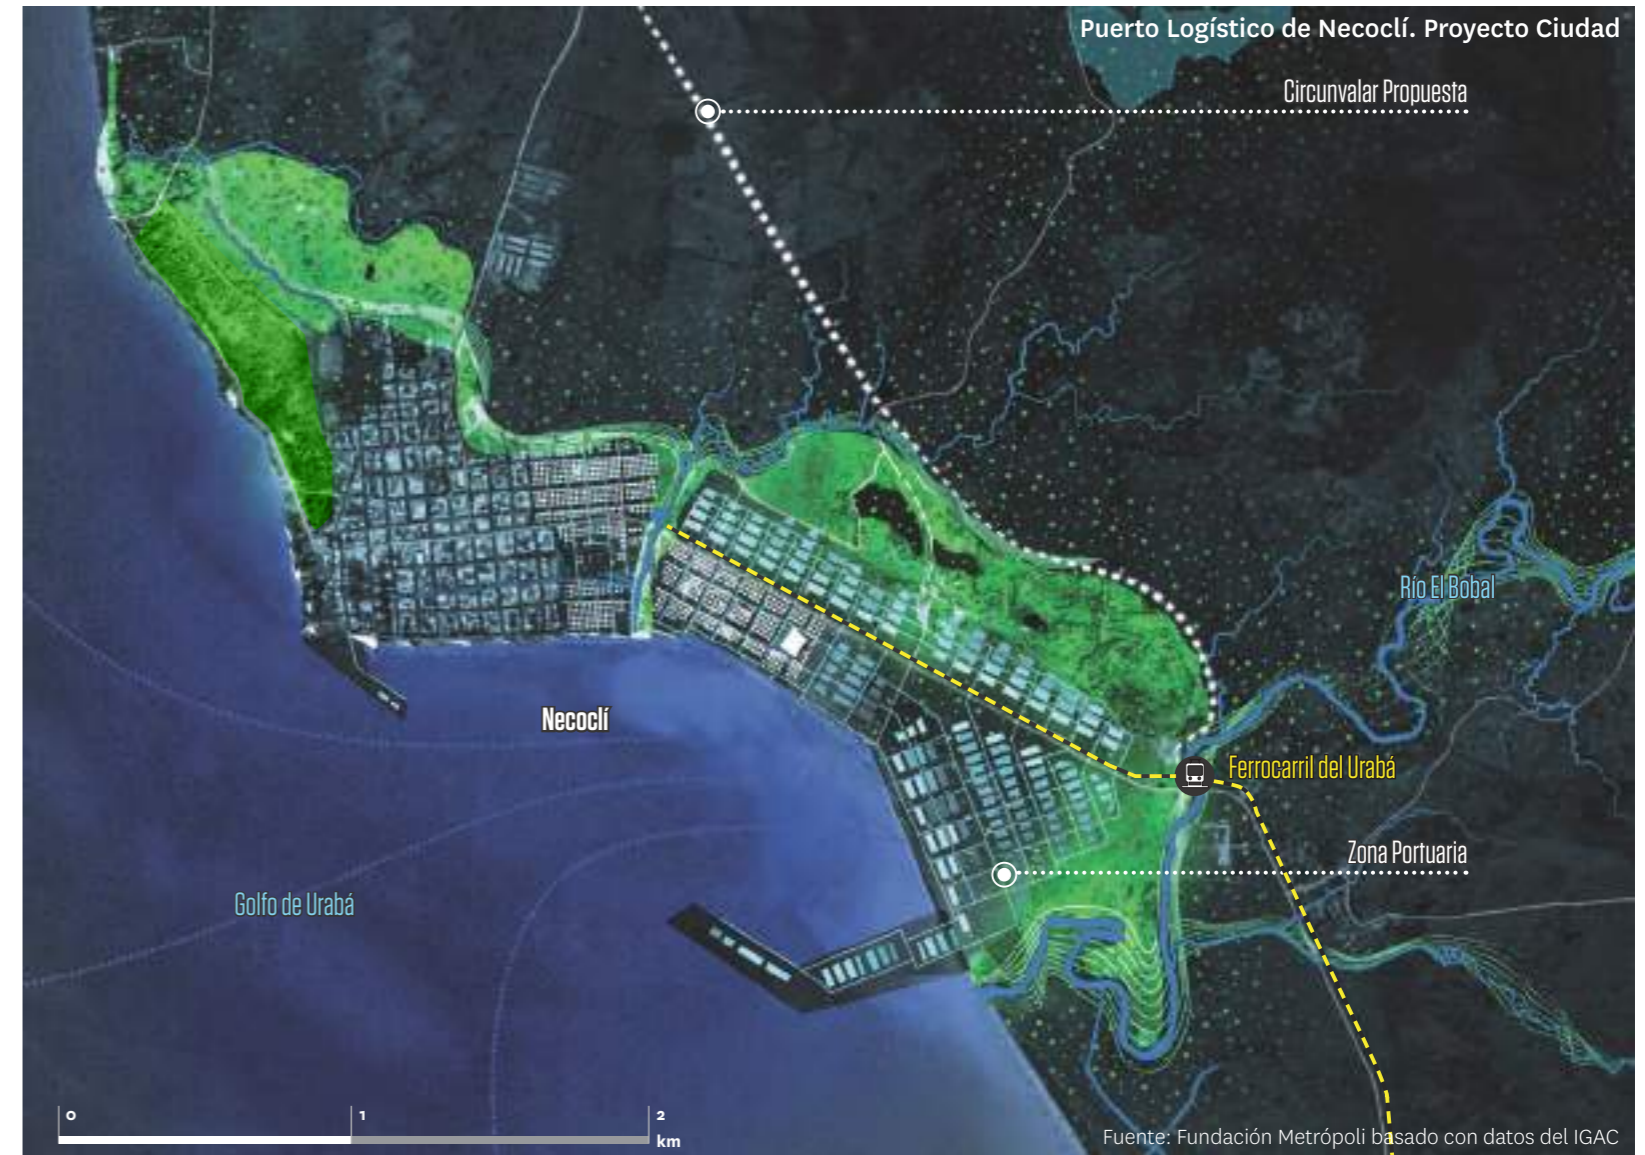 Puerto Logístico de Necoclí. Proyecto Ciudad
Circunvalar Propuesta
Río El Bobal
Necoclí
Ferrocarril del Urabá
Zona Portuaria
Golfo de Urabá
0 1 2
km
Fuente: Fundación Metrópoli basado con datos del IGAC